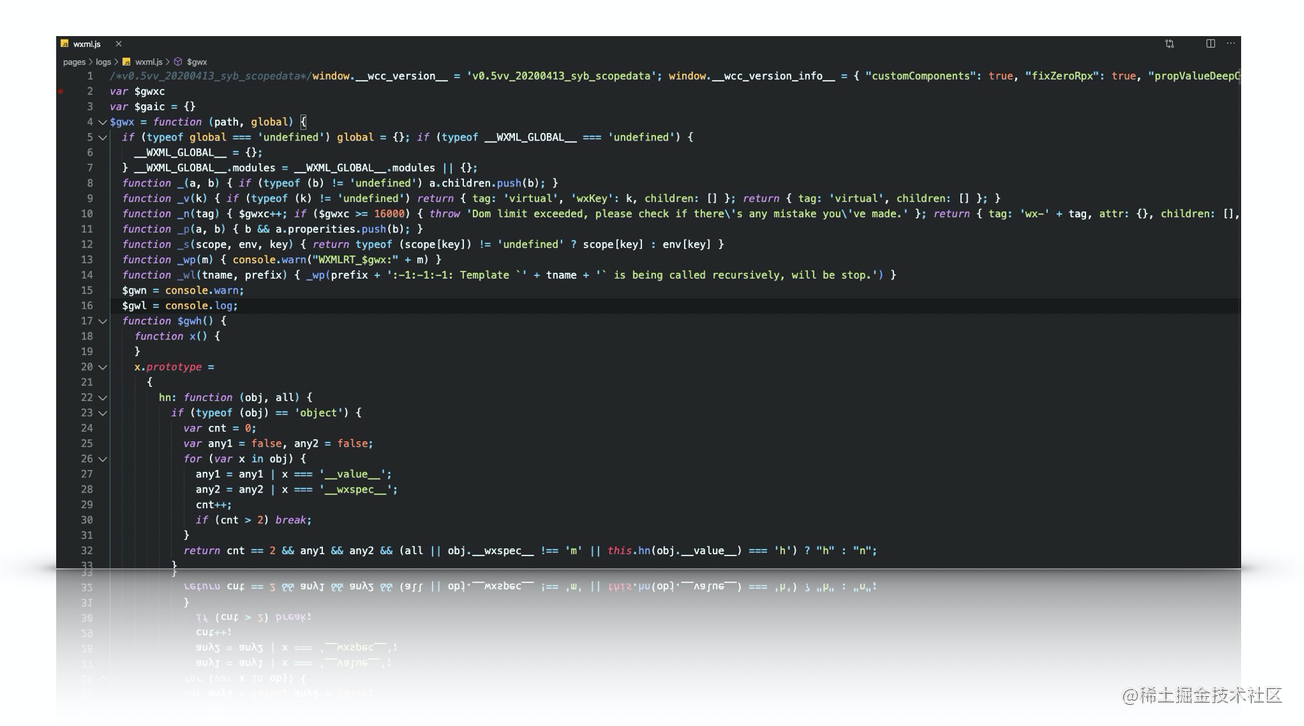 wxml.js
pages > logs > wxml.js > $gwx
1 /*v0.5vv_20200413_syb_scopedata*/window.__wcc_version__ = 'v0.5vv_20200413_syb_scopedata'; window.__wcc_version_info__ = { "customComponents": true, "fixZeroRpx": true, "propValueDeepC
2 var $gwxc
3 var $gaic = {}
4 $gwx = function (path, global) {
5 if (typeof global === 'undefined') global = {}; if (typeof __WXML_GLOBAL__ === 'undefined') {
6 __WXML_GLOBAL__ = {};
7 } __WXML_GLOBAL__.modules = __WXML_GLOBAL__.modules || {};
8 function _(a, b) { if (typeof (b) != 'undefined') a.children.push(b); }
9 function _v(k) { if (typeof (k) != 'undefined') return { tag: 'virtual', 'wxKey': k, children: [] }; return { tag: 'virtual', children: [] }; }
10 function _n(tag) { $gwxc++; if ($gwxc >= 16000) { throw 'Dom limit exceeded, please check if there\'s any mistake you\'ve made.' }; return { tag: 'wx-' + tag, attr: {}, children: [],
11 function _p(a, b) { b && a.properities.push(b); }
12 function _s(scope, env, key) { return typeof (scope[key]) != 'undefined' ? scope[key] : env[key] }
13 function _wp(m) { console.warn("WXMLRT_$gwx:" + m) }
14 function _wl(tname, prefix) { _wp(prefix + ':-1:-1:-1: Template `' + tname + '` is being called recursively, will be stop.') }
15 $gwn = console.warn;
16 $gwl = console.log;
17 function $gwh() {
18 function x() {
19 }
20 x.prototype =
21 {
22 hn: function (obj, all) {
23 if (typeof (obj) == 'object') {
24 var cnt = 0;
25 var any1 = false, any2 = false;
26 for (var x in obj) {
27 any1 = any1 | x === '__value__';
28 any2 = any2 | x === '__wxspec__';
29 cnt++;
30 if (cnt > 2) break;
31 }
32 return cnt == 2 && any1 && any2 && (all || obj.__wxspec__ !== 'm' || this.hn(obj.__value__) === 'h') ? "h" : "n";
33 }
@稀土掘金技术社区